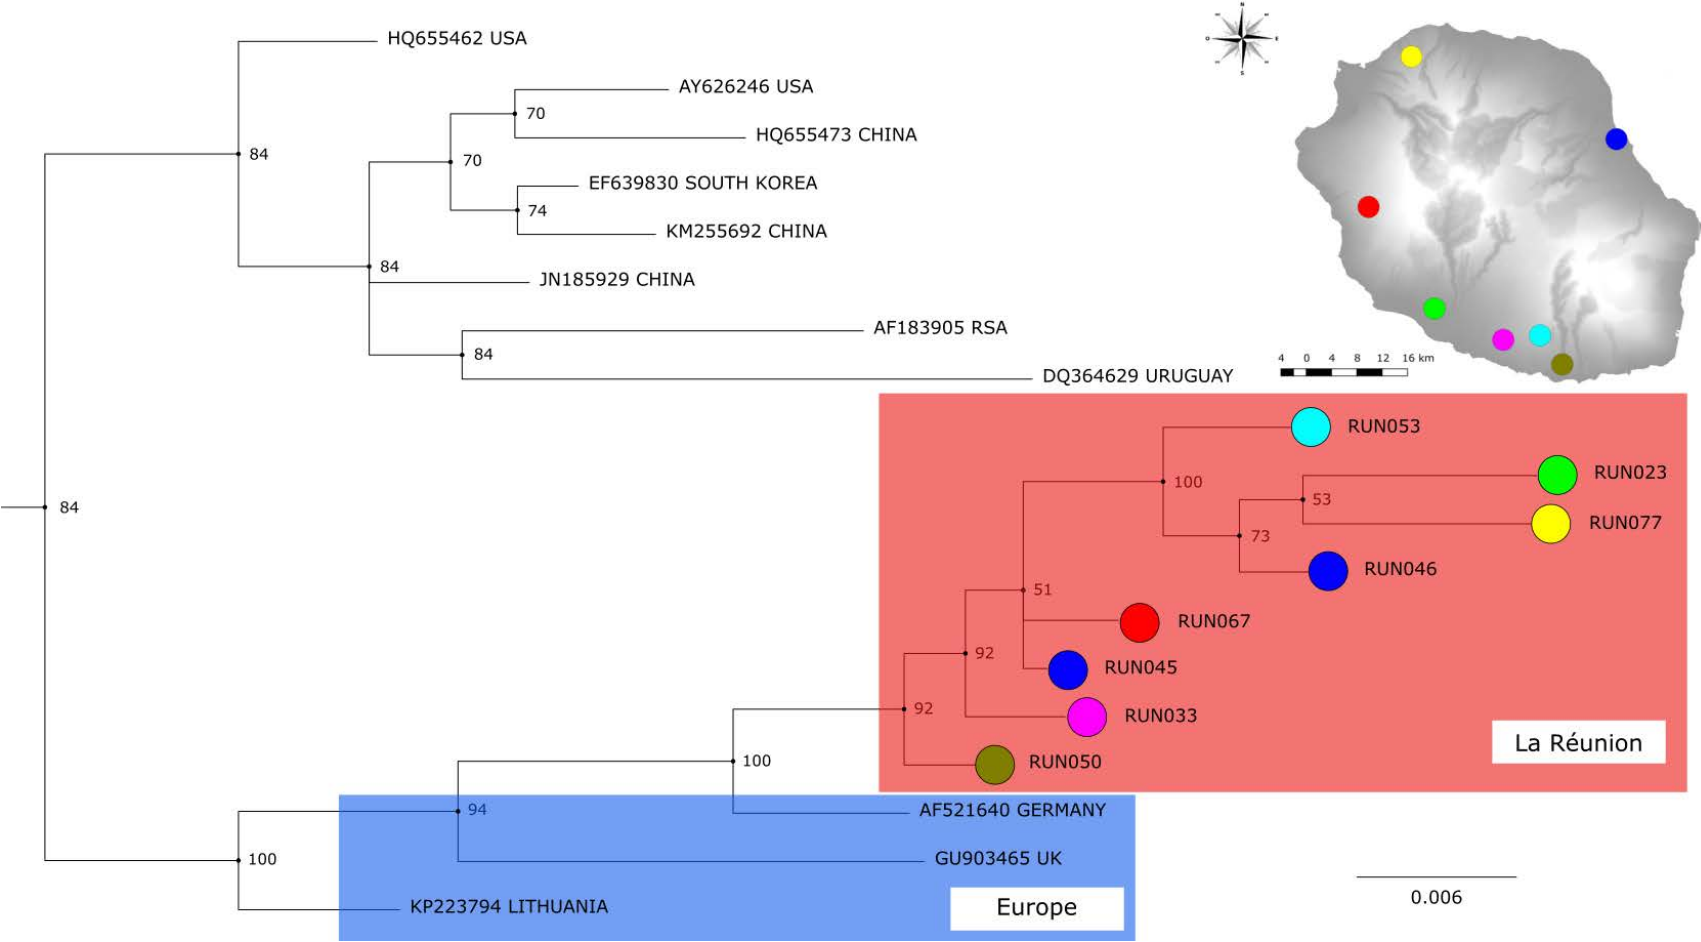 HQ655462 USA
AY626246 USA
70
HQ655473 CHINA
84
70
EF639830 SOUTH KOREA
74
KM255692 CHINA
84
JN185929 CHINA
AF183905 RSA
84
DQ364629 URUGUAY
N
O
E
S
4 0 4 8 12 16 km
RUN053
RUN023
100
53
RUN077
84
73
RUN046
51
RUN067
92
RUN045
92
RUN033
La Réunion
100
RUN050
94
AF521640 GERMANY
100
GU903465 UK
KP223794 LITHUANIA
Europe
0.006